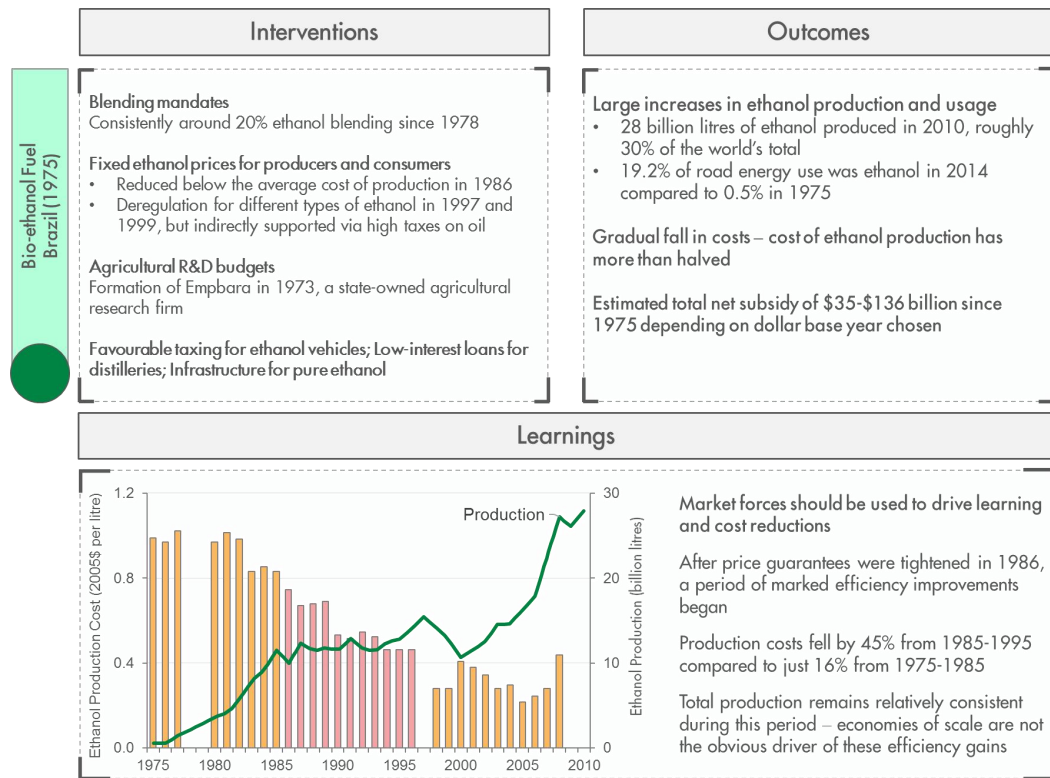 Interventions
Outcomes
Bio-ethanol Fuel
Brazil (1975)
Blending mandates
Consistently around 20% ethanol blending since 1978
Fixed ethanol prices for producers and consumers
• Reduced below the average cost of production in 1986
• Deregulation for different types of ethanol in 1997 and
1999, but indirectly supported via high taxes on oil
Agricultural R&D budgets
Formation of Empbara in 1973, a state-owned agricultural
research firm
Favourable taxing for ethanol vehicles; Low-interest loans for
distilleries; Infrastructure for pure ethanol
Large increases in ethanol production and usage
• 28 billion litres of ethanol produced in 2010, roughly
30% of the world's total
• 19.2% of road energy use was ethanol in 2014
compared to 0.5% in 1975
Gradual fall in costs – cost of ethanol production has
more than halved
Estimated total net subsidy of $35-$136 billion since
1975 depending on dollar base year chosen
Learnings
Ethanol Production Cost (2005$ per litre)
1.2
0.8
0.4
0.0
Production
30
20
10
0
Ethanol Production (billion litres)
1975
1980
1985
1990
1995
2000
2005
2010
Market forces should be used to drive learning
and cost reductions
After price guarantees were tightened in 1986,
a period of marked efficiency improvements
began
Production costs fell by 45% from 1985-1995
compared to just 16% from 1975-1985
Total production remains relatively consistent
during this period – economies of scale are not
the obvious driver of these efficiency gains